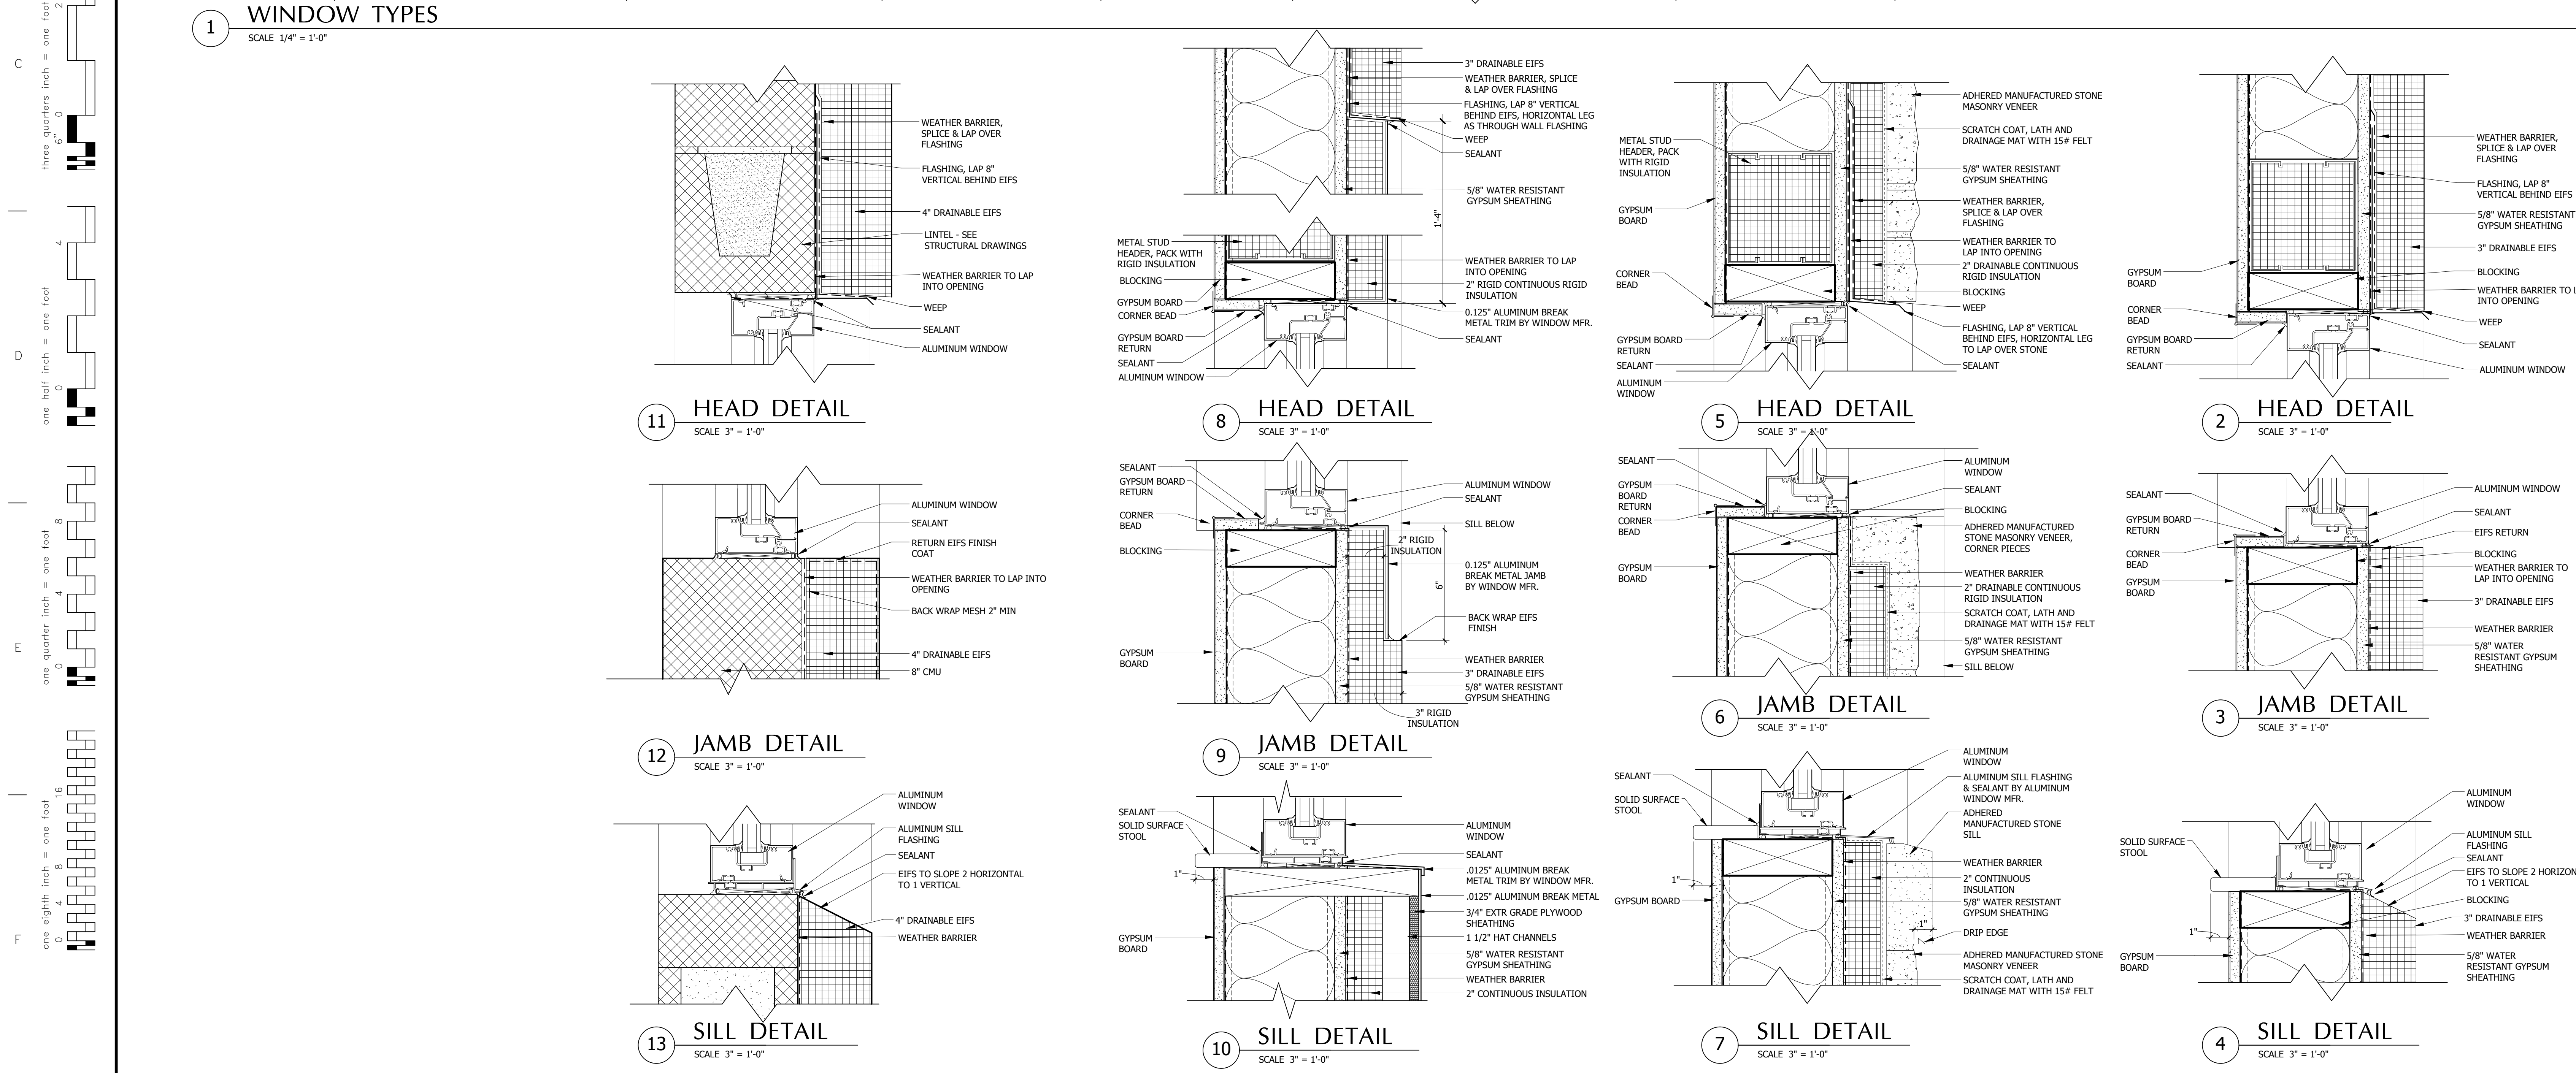 1
WINDOW TYPES
SCALE 1/4" = 1'-0"
C
D
E
F
three quarters inch = one foot
2
0
6"
one half inch = one foot
4
0
one quarter inch = one foot
8
4
0
one eighth inch = one foot
16
8
4
0
WEATHER BARRIER,
SPLICE & LAP OVER
FLASHING
FLASHING, LAP 8"
VERTICAL BEHIND EIFS
4" DRAINABLE EIFS
LINTEL - SEE
STRUCTURAL DRAWINGS
WEATHER BARRIER TO LAP
INTO OPENING
WEEP
SEALANT
ALUMINUM WINDOW
11
HEAD DETAIL
SCALE 3" = 1'-0"
3" DRAINABLE EIFS
WEATHER BARRIER, SPLICE
& LAP OVER FLASHING
FLASHING, LAP 8" VERTICAL
BEHIND EIFS, HORIZONTAL LEG
AS THROUGH WALL FLASHING
WEEP
SEALANT
5/8" WATER RESISTANT
GYPSUM SHEATHING
1'-4"
METAL STUD
HEADER, PACK WITH
RIGID INSULATION
BLOCKING
GYPSUM BOARD
CORNER BEAD
GYPSUM BOARD
RETURN
SEALANT
ALUMINUM WINDOW
WEATHER BARRIER TO LAP
INTO OPENING
2" RIGID CONTINUOUS RIGID
INSULATION
0.125" ALUMINUM BREAK
METAL TRIM BY WINDOW MFR.
SEALANT
8
HEAD DETAIL
SCALE 3" = 1'-0"
METAL STUD
HEADER, PACK
WITH RIGID
INSULATION
GYPSUM
BOARD
CORNER
BEAD
GYPSUM BOARD
RETURN
SEALANT
ALUMINUM
WINDOW
ADHERED MANUFACTURED STONE
MASONRY VENEER
SCRATCH COAT, LATH AND
DRAINAGE MAT WITH 15# FELT
5/8" WATER RESISTANT
GYPSUM SHEATHING
WEATHER BARRIER,
SPLICE & LAP OVER
FLASHING
WEATHER BARRIER TO
LAP INTO OPENING
2" DRAINABLE CONTINUOUS
RIGID INSULATION
BLOCKING
WEEP
FLASHING, LAP 8" VERTICAL
BEHIND EIFS, HORIZONTAL LEG
TO LAP OVER STONE
SEALANT
5
HEAD DETAIL
SCALE 3" = 1'-0"
GYPSUM
BOARD
CORNER
BEAD
GYPSUM BOARD
RETURN
SEALANT
WEATHER BARRIER,
SPLICE & LAP OVER
FLASHING
FLASHING, LAP 8"
VERTICAL BEHIND EIFS
5/8" WATER RESISTANT
GYPSUM SHEATHING
3" DRAINABLE EIFS
BLOCKING
WEATHER BARRIER TO L
INTO OPENING
WEEP
SEALANT
ALUMINUM WINDOW
2
HEAD DETAIL
SCALE 3" = 1'-0"
ALUMINUM WINDOW
SEALANT
RETURN EIFS FINISH
COAT
WEATHER BARRIER TO LAP INTO
OPENING
BACK WRAP MESH 2" MIN
4" DRAINABLE EIFS
8" CMU
12
JAMB DETAIL
SCALE 3" = 1'-0"
SEALANT
GYPSUM BOARD
RETURN
CORNER
BEAD
BLOCKING
GYPSUM
BOARD
ALUMINUM WINDOW
SEALANT
SILL BELOW
2" RIGID
INSULATION
0.125" ALUMINUM
BREAK METAL JAMB
BY WINDOW MFR.
6"
BACK WRAP EIFS
FINISH
WEATHER BARRIER
3" DRAINABLE EIFS
5/8" WATER RESISTANT
GYPSUM SHEATHING
3" RIGID
INSULATION
9
JAMB DETAIL
SCALE 3" = 1'-0"
SEALANT
GYPSUM
BOARD
RETURN
CORNER
BEAD
GYPSUM
BOARD
ALUMINUM
WINDOW
SEALANT
BLOCKING
ADHERED MANUFACTURED
STONE MASONRY VENEER,
CORNER PIECES
WEATHER BARRIER
2" DRAINABLE CONTINUOUS
RIGID INSULATION
SCRATCH COAT, LATH AND
DRAINAGE MAT WITH 15# FELT
5/8" WATER RESISTANT
GYPSUM SHEATHING
SILL BELOW
6
JAMB DETAIL
SCALE 3" = 1'-0"
SEALANT
GYPSUM BOARD
RETURN
CORNER
BEAD
GYPSUM
BOARD
ALUMINUM WINDOW
SEALANT
EIFS RETURN
BLOCKING
WEATHER BARRIER TO
LAP INTO OPENING
3" DRAINABLE EIFS
WEATHER BARRIER
5/8" WATER
RESISTANT GYPSUM
SHEATHING
3
JAMB DETAIL
SCALE 3" = 1'-0"
ALUMINUM
WINDOW
ALUMINUM SILL
FLASHING
SEALANT
EIFS TO SLOPE 2 HORIZONTAL
TO 1 VERTICAL
4" DRAINABLE EIFS
WEATHER BARRIER
13
SILL DETAIL
SCALE 3" = 1'-0"
SEALANT
SOLID SURFACE
STOOL
1"
GYPSUM
BOARD
ALUMINUM
WINDOW
SEALANT
.0125" ALUMINUM BREAK
METAL TRIM BY WINDOW MFR.
.0125" ALUMINUM BREAK METAL
3/4" EXTR GRADE PLYWOOD
SHEATHING
1 1/2" HAT CHANNELS
5/8" WATER RESISTANT
GYPSUM SHEATHING
WEATHER BARRIER
2" CONTINUOUS INSULATION
10
SILL DETAIL
SCALE 3" = 1'-0"
SEALANT
SOLID SURFACE
STOOL
1"
GYPSUM BOARD
ALUMINUM
WINDOW
ALUMINUM SILL FLASHING
& SEALANT BY ALUMINUM
WINDOW MFR.
ADHERED
MANUFACTURED STONE
SILL
WEATHER BARRIER
2" CONTINUOUS
INSULATION
5/8" WATER RESISTANT
GYPSUM SHEATHING
1"
DRIP EDGE
ADHERED MANUFACTURED STONE
MASONRY VENEER
SCRATCH COAT, LATH AND
DRAINAGE MAT WITH 15# FELT
7
SILL DETAIL
SCALE 3" = 1'-0"
SOLID SURFACE
STOOL
1"
GYPSUM
BOARD
ALUMINUM
WINDOW
ALUMINUM SILL
FLASHING
SEALANT
EIFS TO SLOPE 2 HORIZON
TO 1 VERTICAL
BLOCKING
3" DRAINABLE EIFS
WEATHER BARRIER
5/8" WATER
RESISTANT GYPSUM
SHEATHING
4
SILL DETAIL
SCALE 3" = 1'-0"